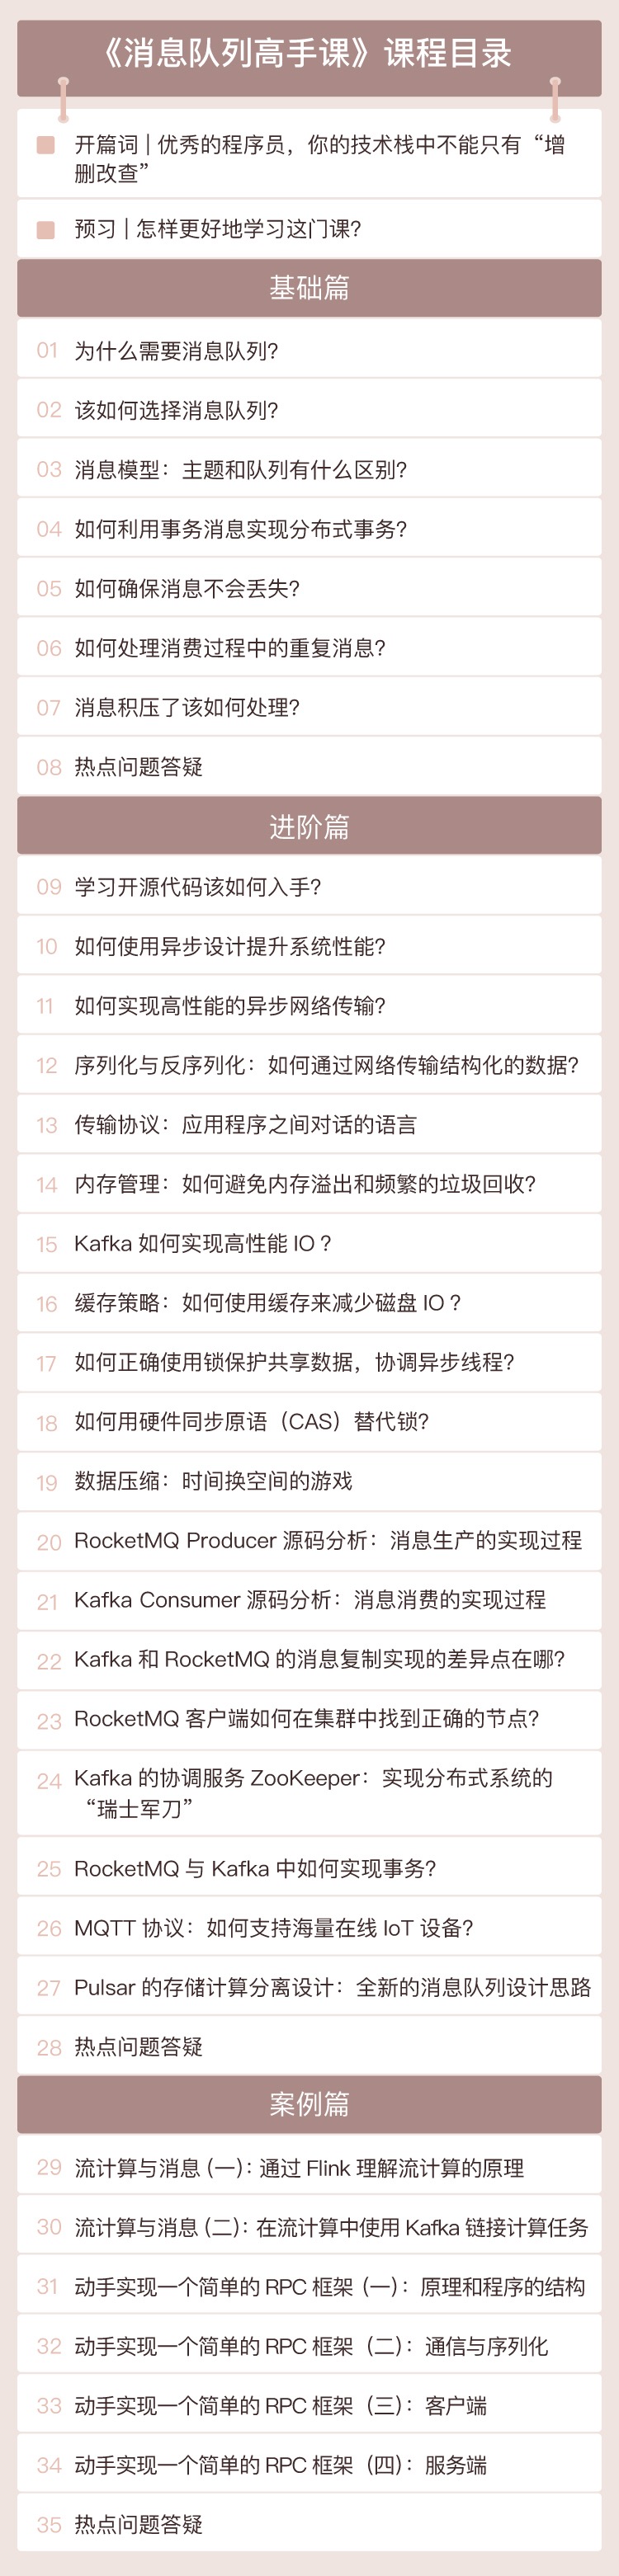 《消息队列高手课》课程目录
开篇词 | 优秀的程序员，你的技术栈中不能只有“增
删改查”
预习 | 怎样更好地学习这门课?
基础篇
01 为什么需要消息队列?
02 该如何选择消息队列?
03 消息模型：主题和队列有什么区别?
04 如何利用事务消息实现分布式事务?
05 如何确保消息不会丢失?
06 如何处理消费过程中的重复消息?
07 消息积压了该如何处理?
08 热点问题答疑
进阶篇
09 学习开源代码该如何入手?
10 如何使用异步设计提升系统性能?
11 如何实现高性能的异步网络传输?
12 序列化与反序列化：如何通过网络传输结构化的数据?
13 传输协议：应用程序之间对话的语言
14 内存管理：如何避免内存溢出和频繁的垃圾回收?
15 Kafka 如何实现高性能 IO ?
16 缓存策略：如何使用缓存来减少磁盘 IO ?
17 如何正确使用锁保护共享数据，协调异步线程?
18 如何用硬件同步原语（CAS）替代锁?
19 数据压缩：时间换空间的游戏
20 RocketMQ Producer 源码分析：消息生产的实现过程
21 Kafka Consumer 源码分析：消息消费的实现过程
22 Kafka 和 RocketMQ 的消息复制实现的差异点在哪?
23 RocketMQ 客户端如何在集群中找到正确的节点?
24 Kafka 的协调服务 ZooKeeper：实现分布式系统的
“瑞士军刀”
25 RocketMQ 与 Kafka 中如何实现事务?
26 MQTT 协议：如何支持海量在线 IoT 设备?
27 Pulsar 的存储计算分离设计：全新的消息队列设计思路
28 热点问题答疑
案例篇
29 流计算与消息 (一)：通过 Flink 理解流计算的原理
30 流计算与消息 (二)：在流计算中使用 Kafka 链接计算任务
31 动手实现一个简单的 RPC 框架 (一)：原理和程序的结构
32 动手实现一个简单的 RPC 框架（二）：通信与序列化
33 动手实现一个简单的 RPC 框架（三）：客户端
34 动手实现一个简单的 RPC 框架（四）：服务端
35 热点问题答疑